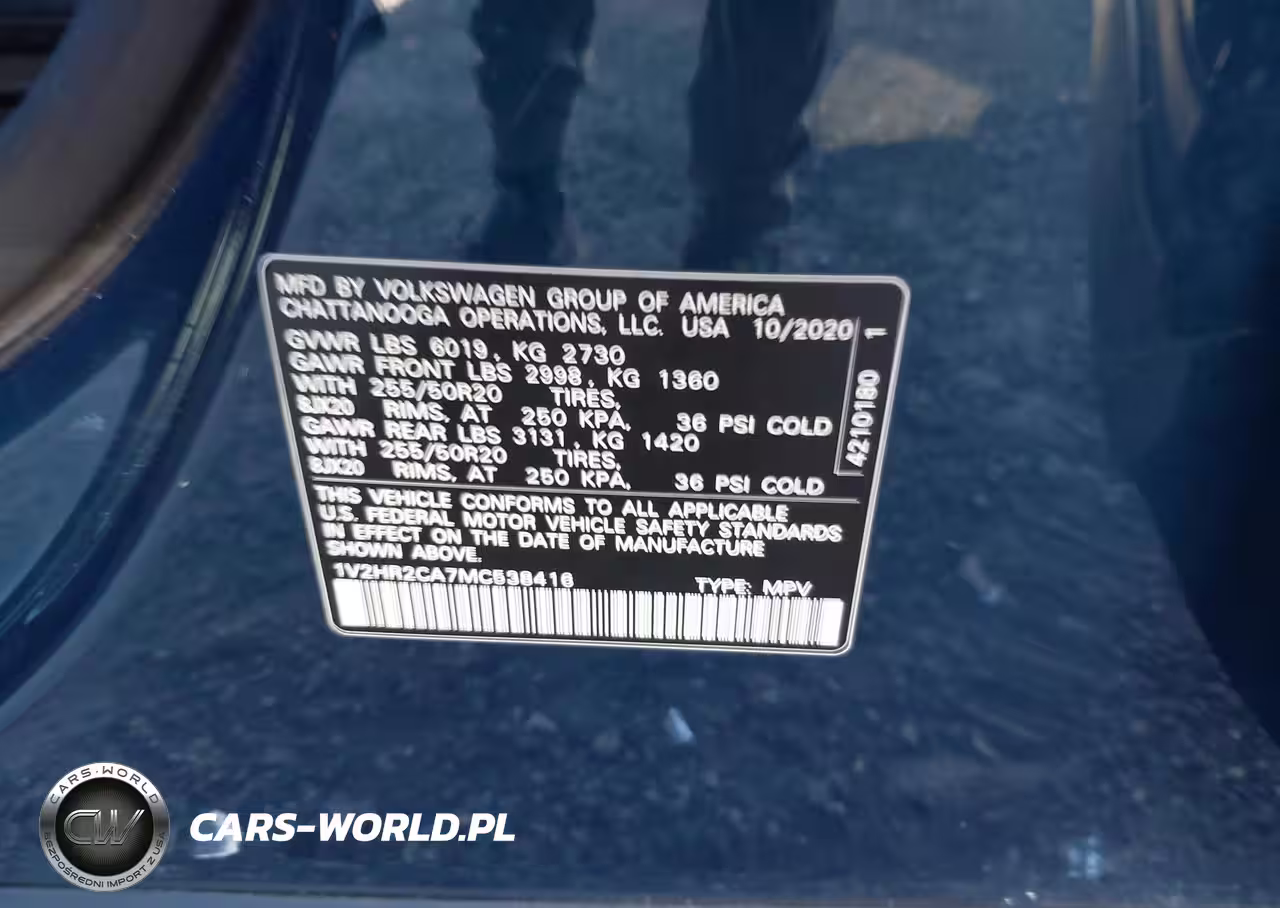 MFD BY VOLKSWAGEN GROUP OF AMERICA
CHATTANOOGA OPERATIONS, LLC. USA 10/2020 1
GVWR LBS 6019, KG 2730
GAWR FRONT LBS 2998, KG 1360
WITH 255/50R20 TIRES,
8JX20 RIMS, AT 250 KPA, 36 PSI COLD
GAWR REAR LBS 3131, KG 1420
WITH 255/50R20 TIRES,
8JX20 RIMS, AT 250 KPA, 36 PSI COLD
4210180
THIS VEHICLE CONFORMS TO ALL APPLICABLE
U.S. FEDERAL MOTOR VEHICLE SAFETY STANDARDS
IN EFFECT ON THE DATE OF MANUFACTURE
SHOWN ABOVE.
1V2HR2CA7MC538416 TYPE: MPV
CARS-WORLD
CW
BEZPOŚREDNI IMPORT Z USA
CARS-WORLD.PL